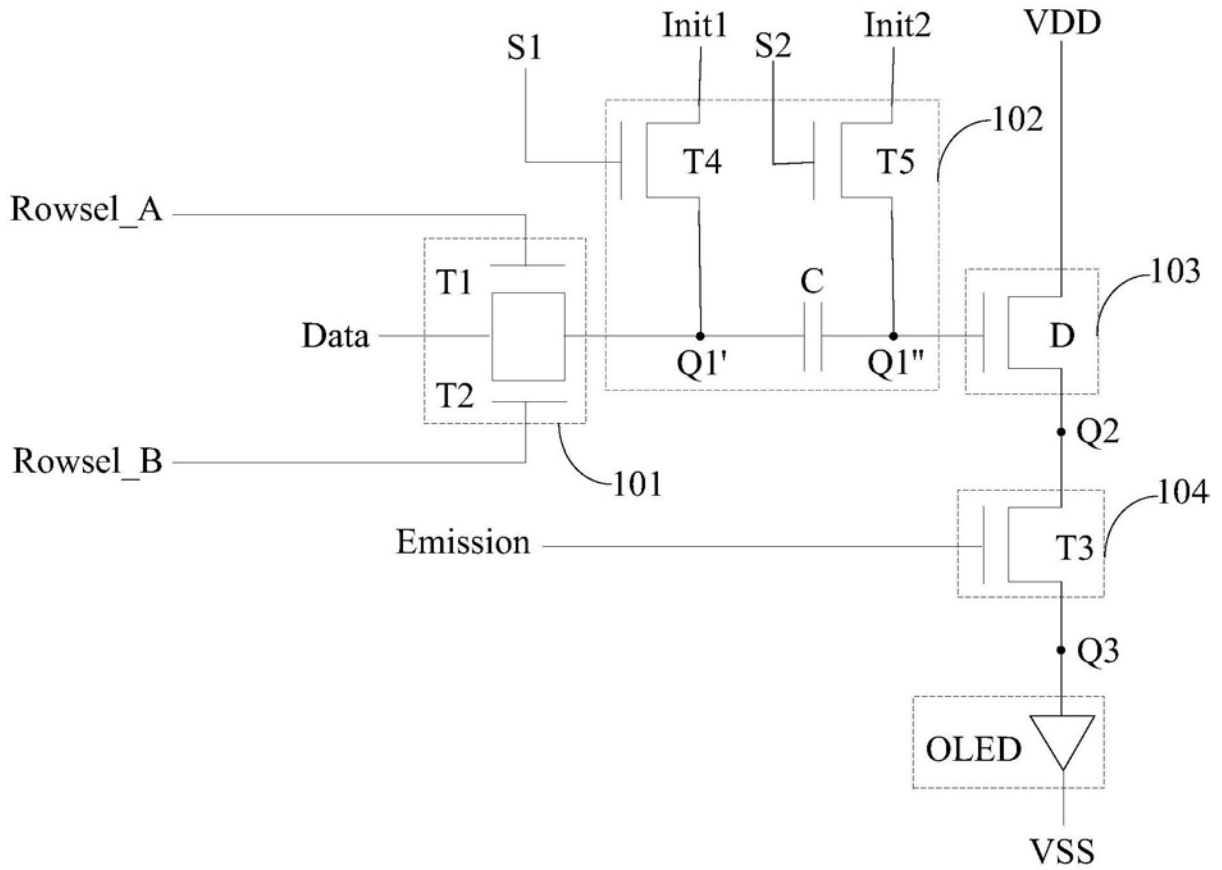 Init1
Init2
VDD
S1
S2
102
T4
T5
Rowsel_A
103
T1
C
Data
D
Q1'
Q1"
T2
Q2
Rowsel_B
101
104
Emission
T3
Q3
OLED
VSS